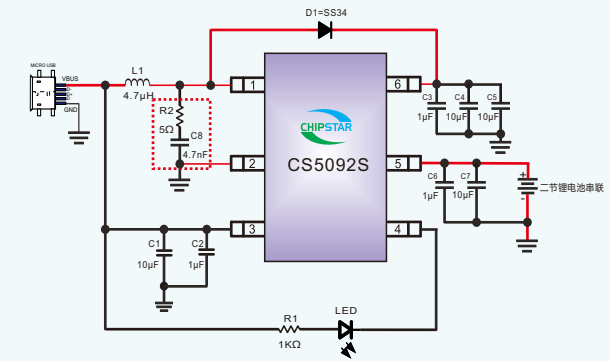 D1=SS34
MICRO USB
VBUS
D-
D+
ID
GND
L1
4.7μH
R2
5Ω
C8
4.7nF
1
2
3
6
5
4
CHIPSTAR
CS5092S
C3
1μF
C4
10μF
C5
10μF
C6
1μF
C7
10μF
+
-
二节锂电池串联
C1
10μF
C2
1μF
R1
1KΩ
LED